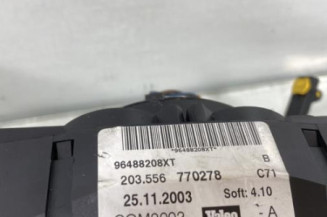 *96488208XT*
96488208XT B
203.556 770278 C71
25.11.2003 Soft: 4.10
Valeo A